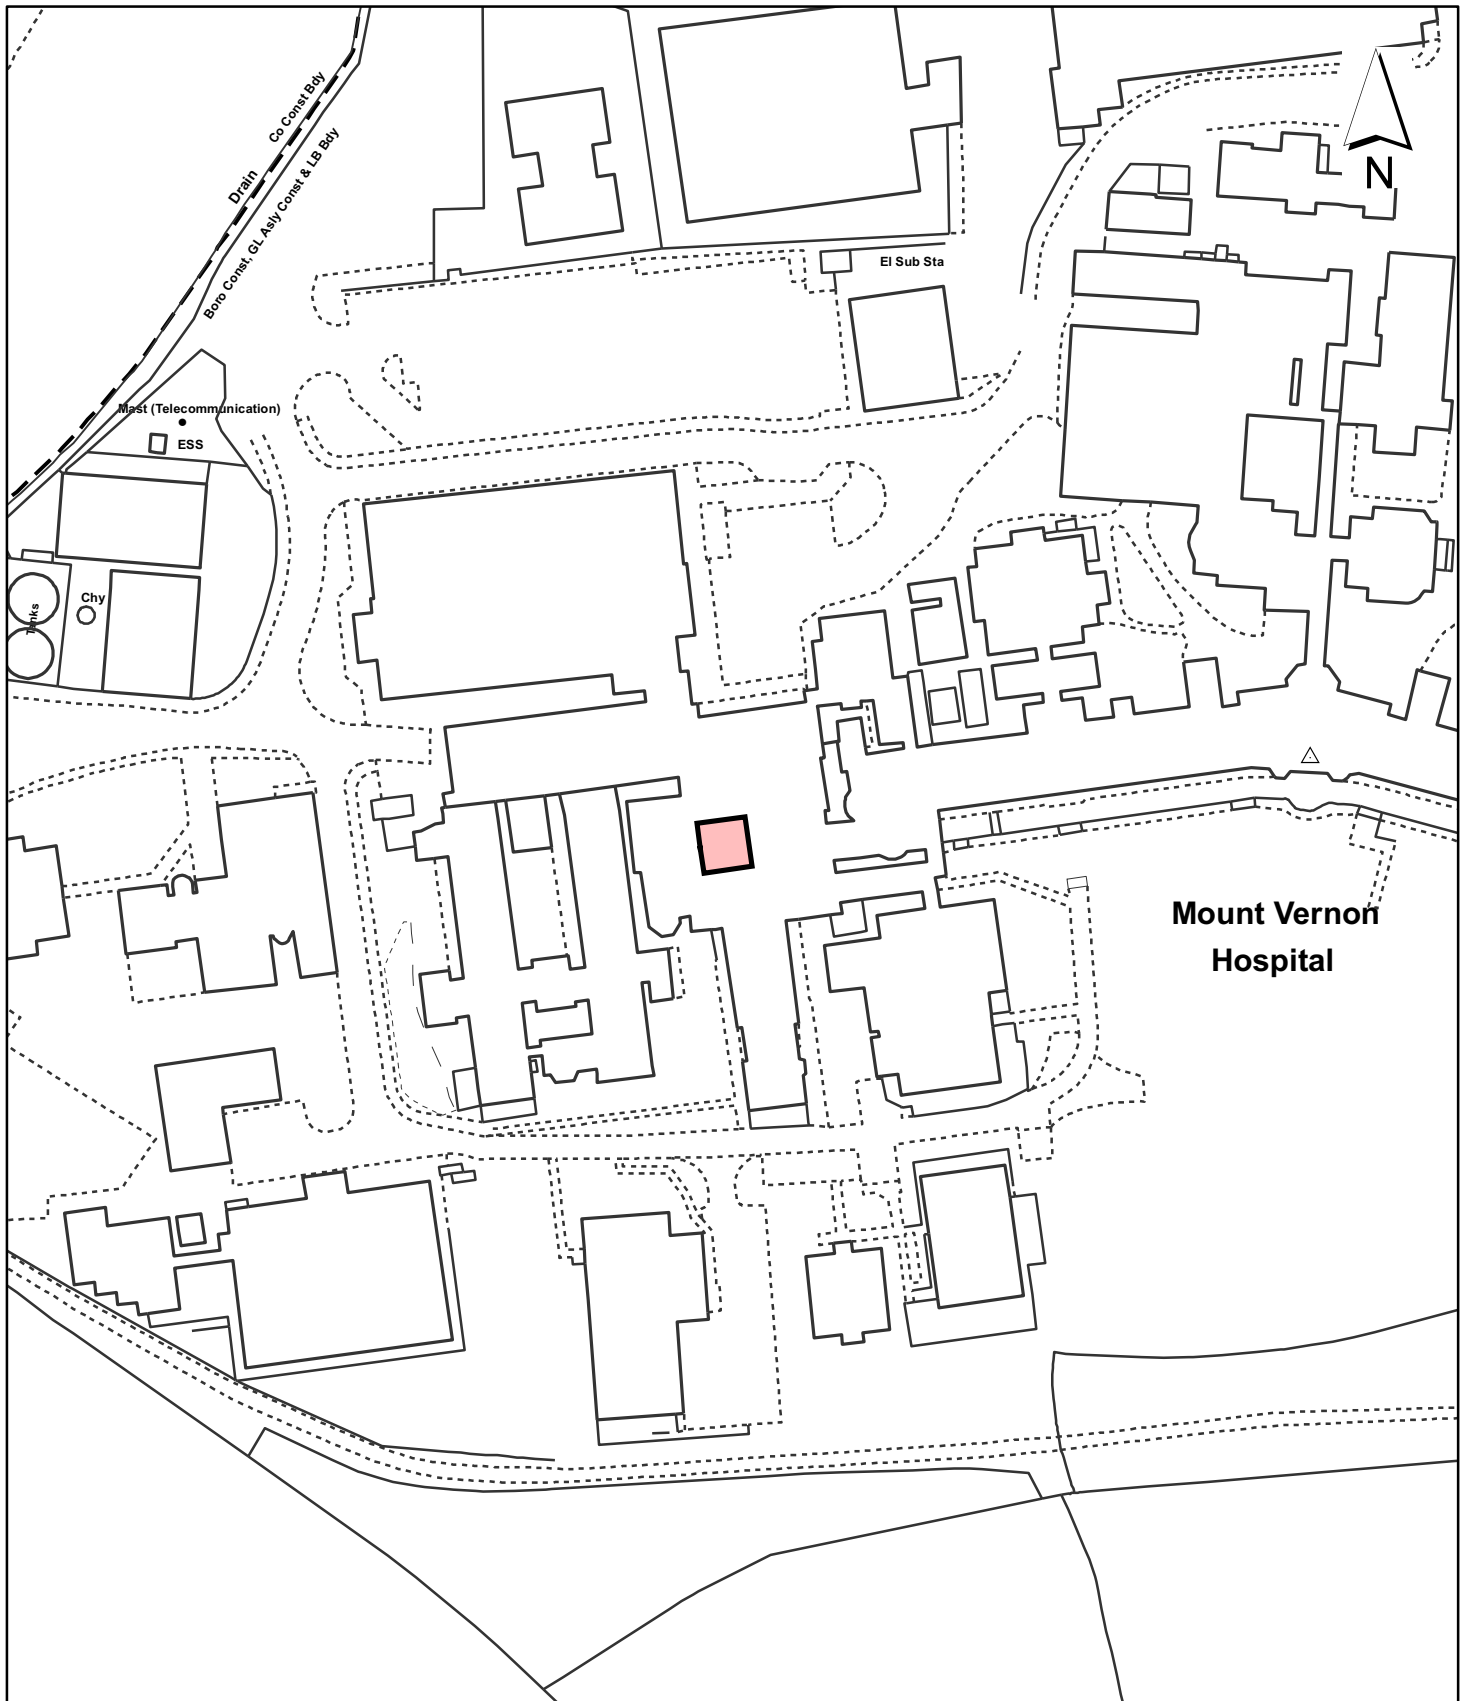 Co Const Bdy
Drain
Boro Const, GL Asly Const & LB Bdy
N
El Sub Sta
Mast (Telecommunication)
ESS
Chy
Tanks
Mount Vernon
Hospital